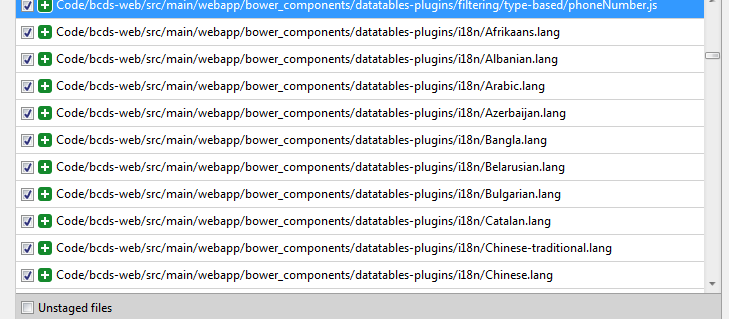 Code/bcds-web/src/main/webapp/bower_components/datatables-plugins/filtering/type-based/phoneNumber.js
Code/bcds-web/src/main/webapp/bower_components/datatables-plugins/i18n/Afrikaans.lang
Code/bcds-web/src/main/webapp/bower_components/datatables-plugins/i18n/Albanian.lang
Code/bcds-web/src/main/webapp/bower_components/datatables-plugins/i18n/Arabic.lang
Code/bcds-web/src/main/webapp/bower_components/datatables-plugins/i18n/Azerbaijan.lang
Code/bcds-web/src/main/webapp/bower_components/datatables-plugins/i18n/Bangla.lang
Code/bcds-web/src/main/webapp/bower_components/datatables-plugins/i18n/Belarusian.lang
Code/bcds-web/src/main/webapp/bower_components/datatables-plugins/i18n/Bulgarian.lang
Code/bcds-web/src/main/webapp/bower_components/datatables-plugins/i18n/Catalan.lang
Code/bcds-web/src/main/webapp/bower_components/datatables-plugins/i18n/Chinese-traditional.lang
Code/bcds-web/src/main/webapp/bower_components/datatables-plugins/i18n/Chinese.lang
Unstaged files